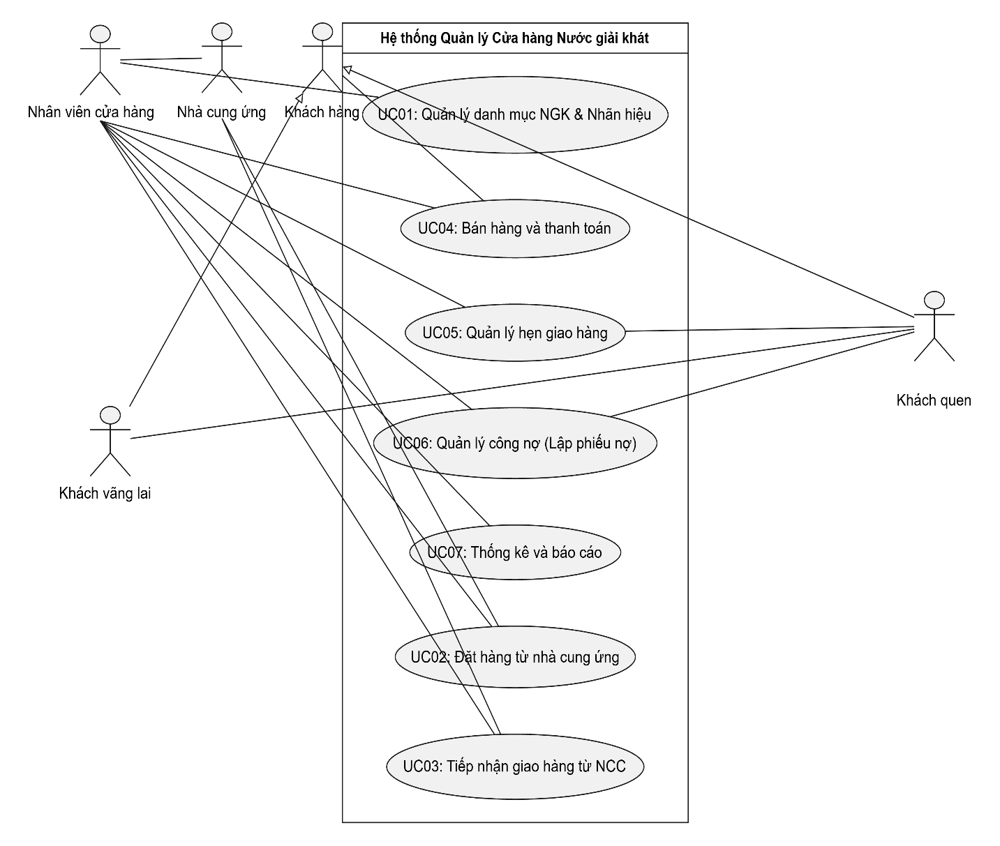 Hệ thống Quản lý Cửa hàng Nước giải khát
Nhân viên cửa hàng
Nhà cung ứng
Khách hàng
UC01: Quản lý danh mục NGK & Nhãn hiệu
UC04: Bán hàng và thanh toán
UC05: Quản lý hẹn giao hàng
Khách quen
UC06: Quản lý công nợ (Lập phiếu nợ)
Khách vãng lai
UC07: Thống kê và báo cáo
UC02: Đặt hàng từ nhà cung ứng
UC03: Tiếp nhận giao hàng từ NCC